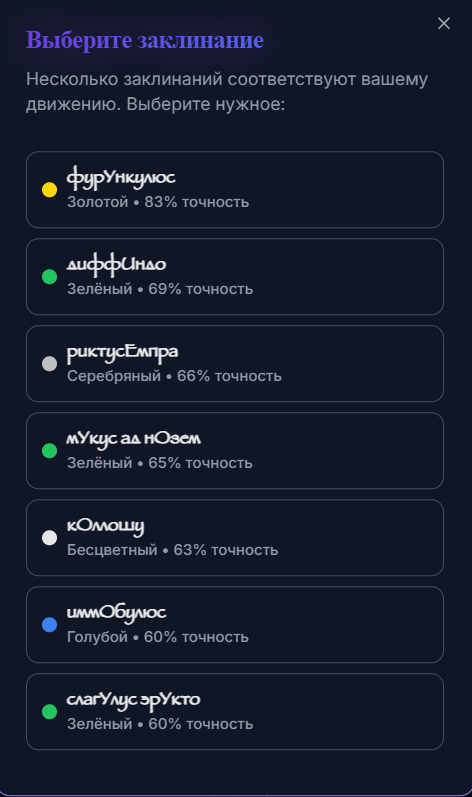 Выберите заклинание
Несколько заклинаний соответствуют вашему
движению. Выберите нужное:
фурУнкулюс
Золотой • 83% точность
диффИндо
Зелёный • 69% точность
риктусЕмпра
Серебряный • 66% точность
мУкус ад нОзем
Зелёный • 65% точность
кОлошу
Бесцветный • 63% точность
иммОбулюс
Голубой • 60% точность
слагУлус эрУкто
Зелёный • 60% точность